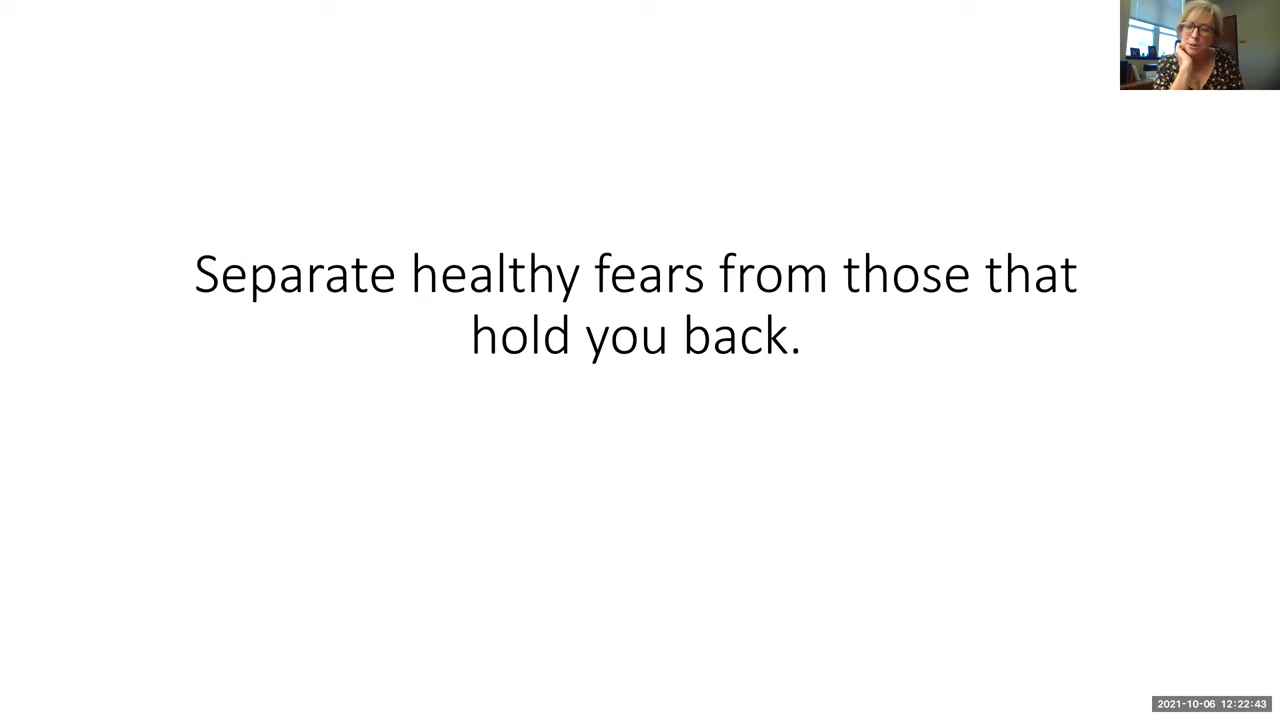 Separate healthy fears from those that
hold you back.
2021-10-06 12:22:43